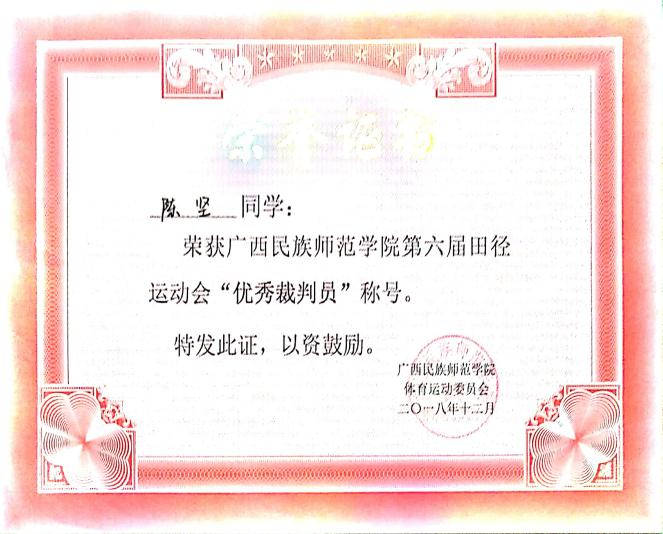 荣誉证书
陈坚同学：
荣获广西民族师范学院第六届田径
运动会“优秀裁判员”称号。
特发此证，以资鼓励。
广西民族师范学院
体育运动委员会
二〇一八年十二月